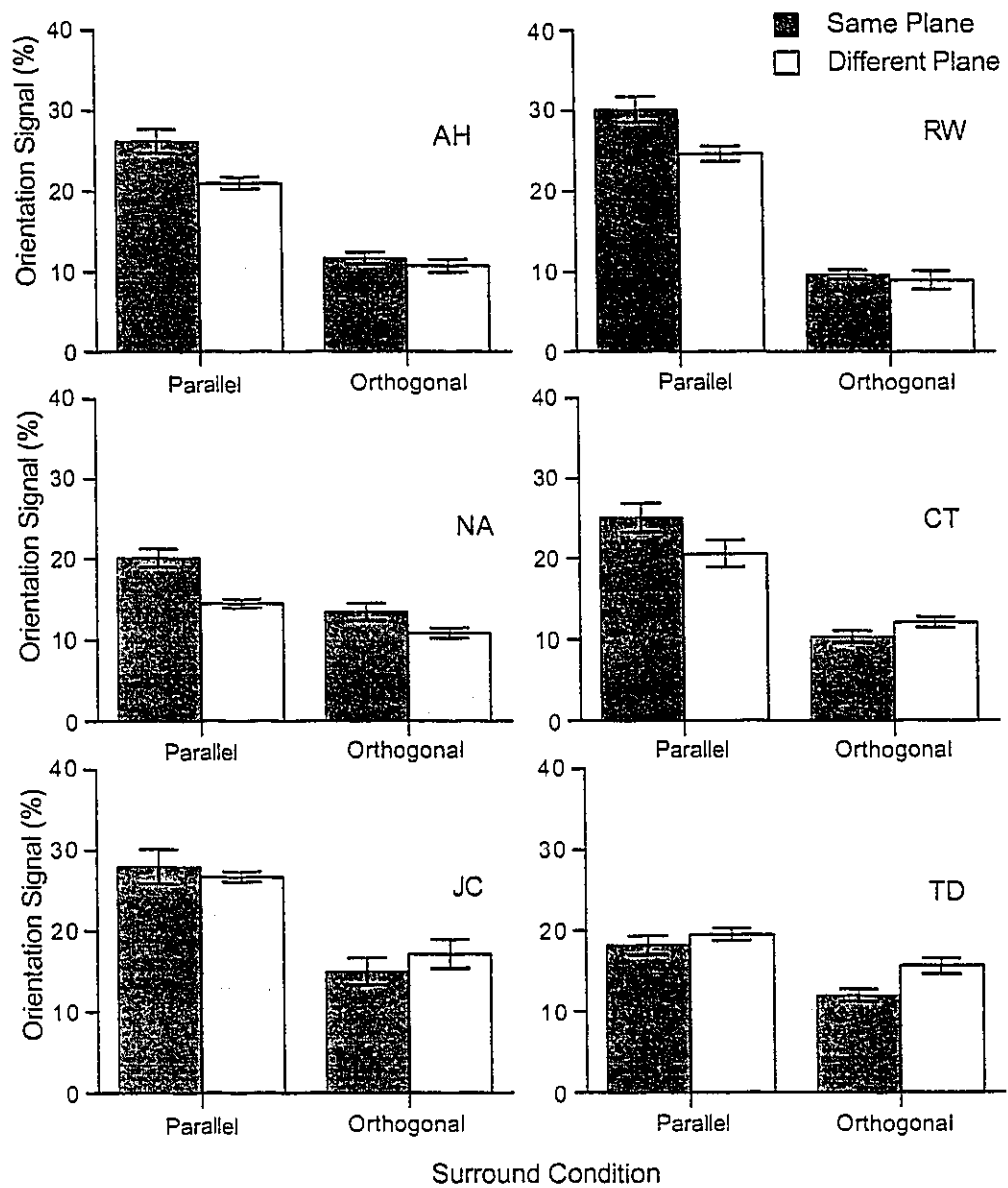 Same Plane
Different Plane
Orientation Signal (%)
40
30
20
10
0
AH
Parallel
Orthogonal
40
30
20
10
0
RW
Parallel
Orthogonal
Orientation Signal (%)
40
30
20
10
0
NA
Parallel
Orthogonal
40
30
20
10
0
CT
Parallel
Orthogonal
Orientation Signal (%)
40
30
20
10
0
JC
Parallel
Orthogonal
40
30
20
10
0
TD
Parallel
Orthogonal
Surround Condition